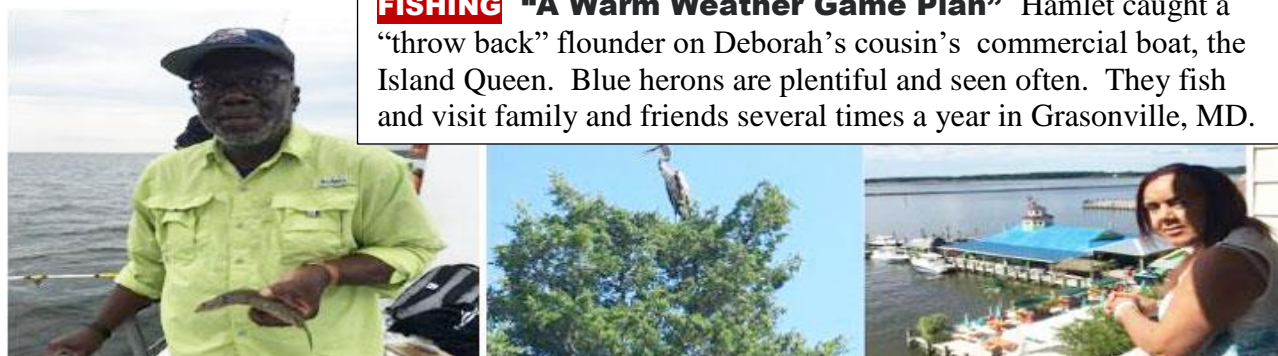 FISHING “A Warm Weather Game Plan” Hamlet caught a
“throw back” flounder on Deborah’s cousin’s commercial boat, the
Island Queen. Blue herons are plentiful and seen often. They fish
and visit family and friends several times a year in Grasonville, MD.